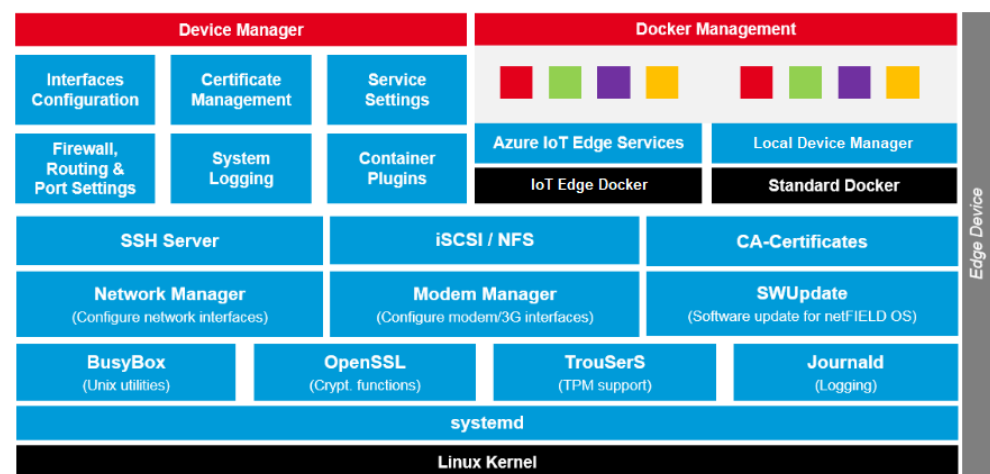 Device Manager
Docker Management
Interfaces
Configuration
Certificate
Management
Service
Settings
Firewall,
Routing &
Port Settings
System
Logging
Container
Plugins
Azure IoT Edge Services
Local Device Manager
IoT Edge Docker
Standard Docker
SSH Server
iSCSI / NFS
CA-Certificates
Network Manager
(Configure network interfaces)
Modem Manager
(Configure modem/3G interfaces)
SWUpdate
(Software update for netFIELD OS)
BusyBox
(Unix utilities)
OpenSSL
(Crypt. functions)
TrouSerS
(TPM support)
Journald
(Logging)
systemd
Linux Kernel
Edge Device